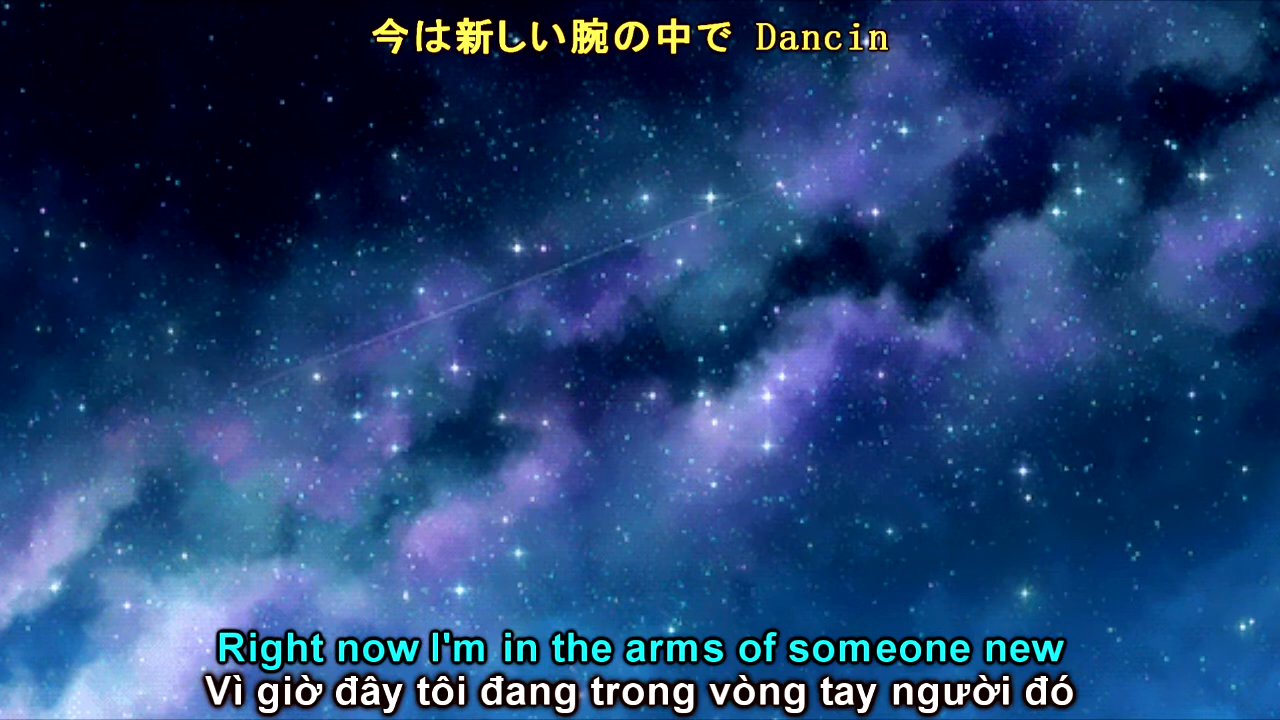 今は新しい腕の中で Dancin
Right now I'm in the arms of someone new
Vì giờ đây tôi đang trong vòng tay người đó